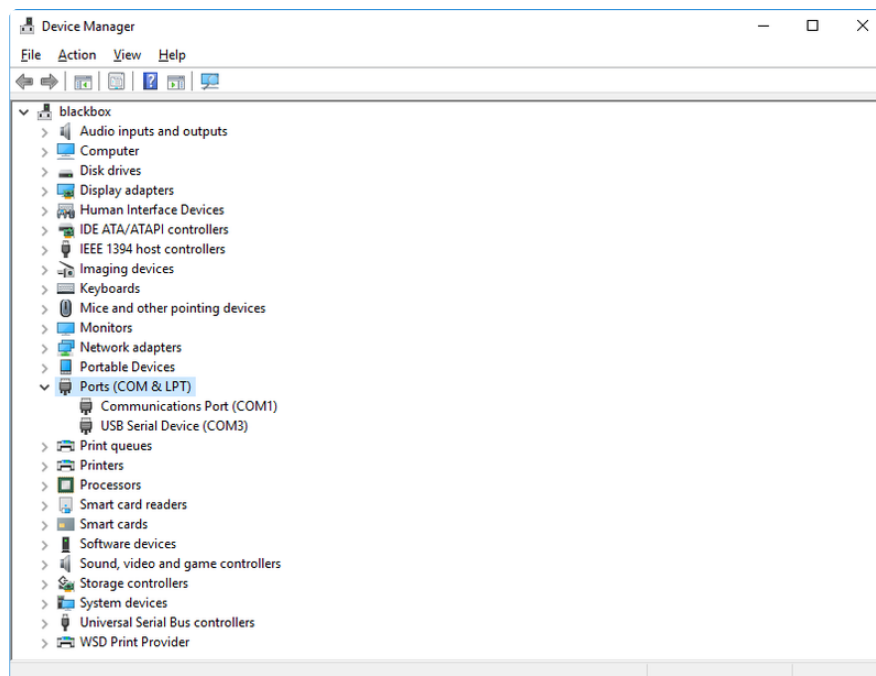 Device Manager
File Action View Help
blackbox
Audio inputs and outputs
Computer
Disk drives
Display adapters
Human Interface Devices
IDE ATA/ATAPI controllers
IEEE 1394 host controllers
Imaging devices
Keyboards
Mice and other pointing devices
Monitors
Network adapters
Portable Devices
Ports (COM & LPT)
Communications Port (COM1)
USB Serial Device (COM3)
Print queues
Printers
Processors
Smart card readers
Smart cards
Software devices
Sound, video and game controllers
Storage controllers
System devices
Universal Serial Bus controllers
WSD Print Provider